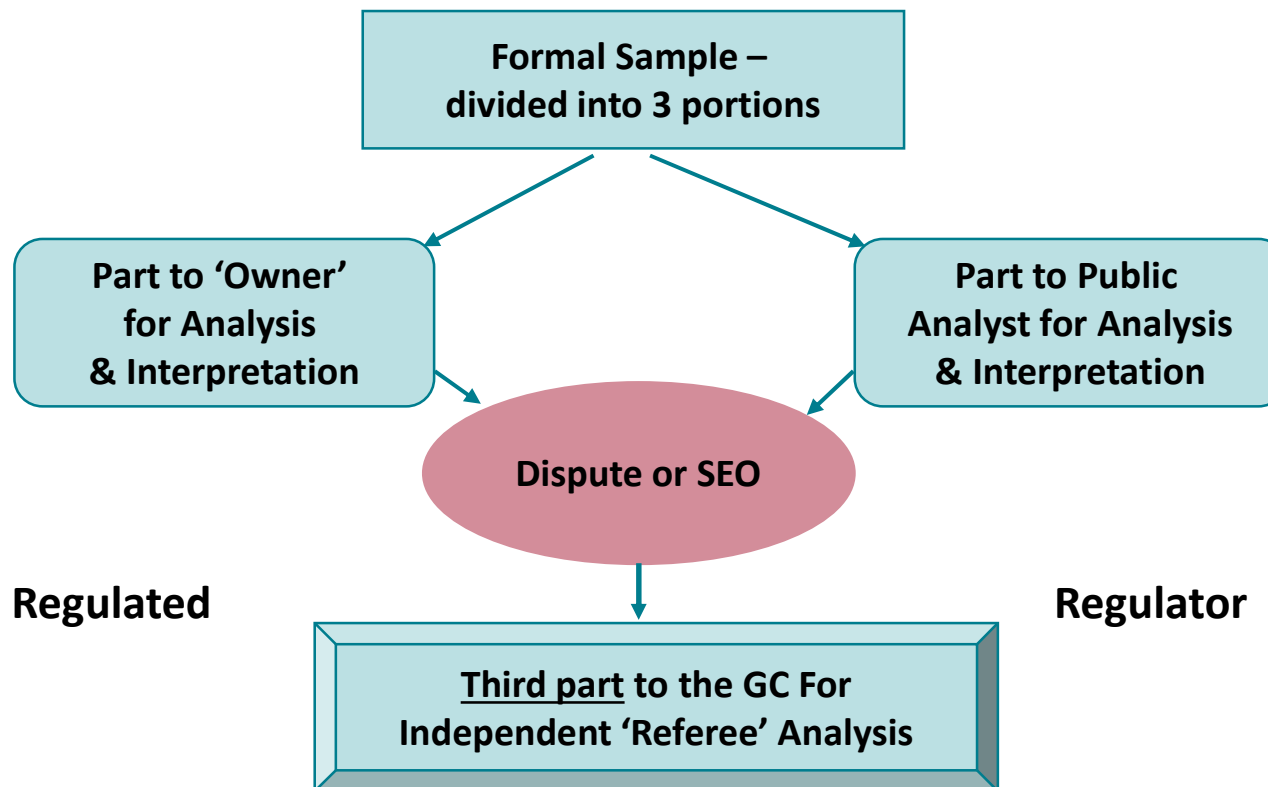 Formal Sample –
divided into 3 portions
Part to ‘Owner’
for Analysis
& Interpretation
Part to Public
Analyst for Analysis
& Interpretation
Dispute or SEO
Regulated
Regulator
Third part to the GC For
Independent ‘Referee’ Analysis